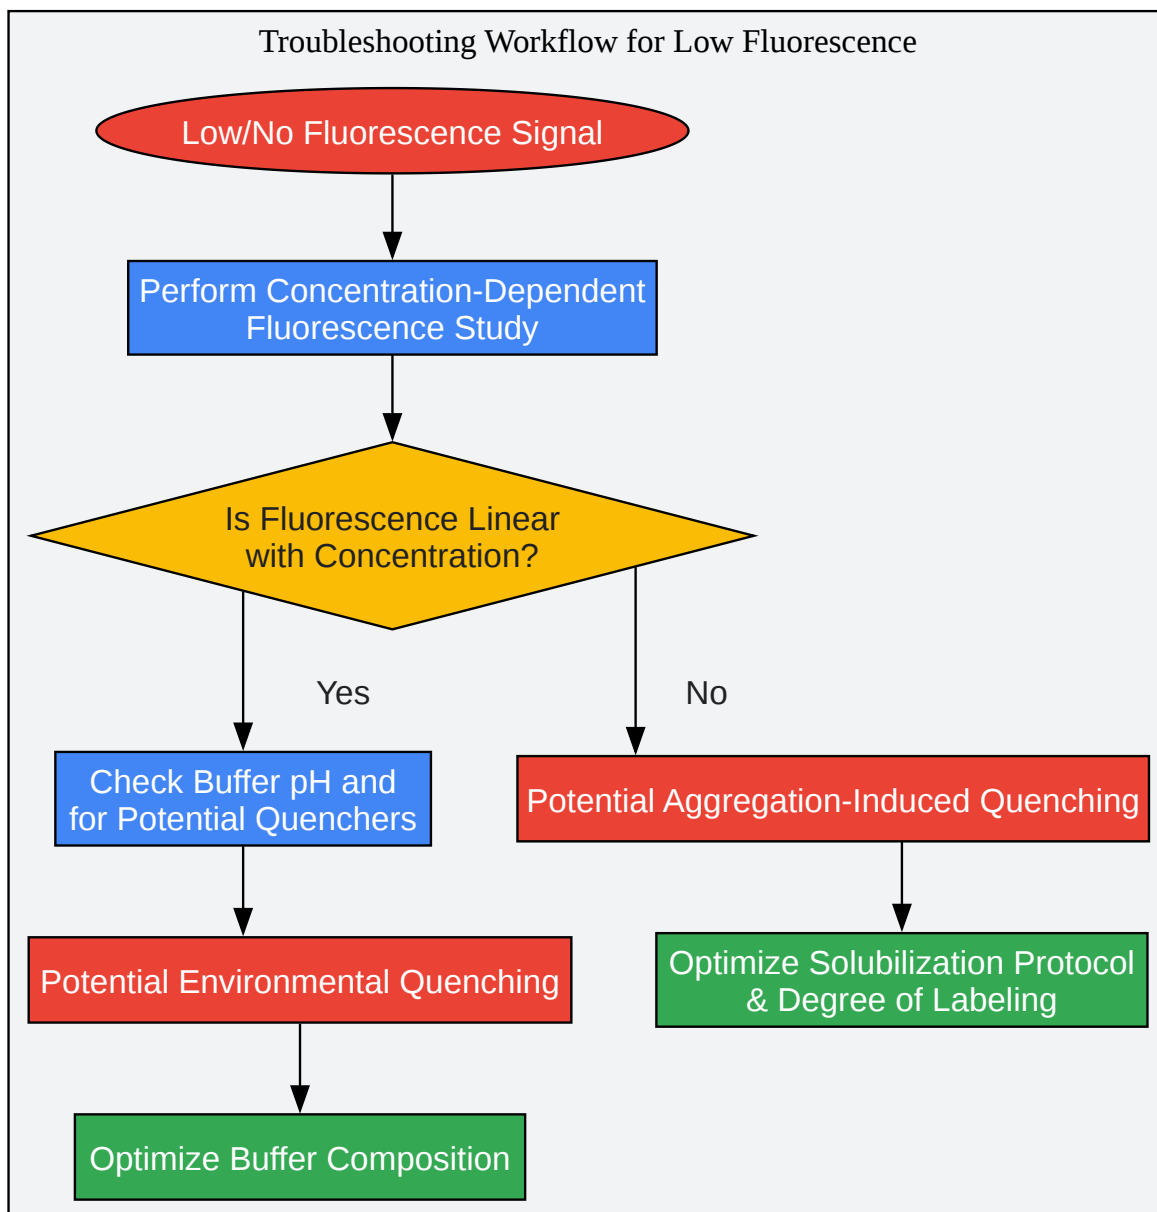 Troubleshooting Workflow for Low Fluorescence
Low/No Fluorescence Signal
Perform Concentration-Dependent
Fluorescence Study
Is Fluorescence Linear
with Concentration?
Yes
No
Check Buffer pH and
for Potential Quenchers
Potential Aggregation-Induced Quenching
Potential Environmental Quenching
Optimize Solubilization Protocol
& Degree of Labeling
Optimize Buffer Composition